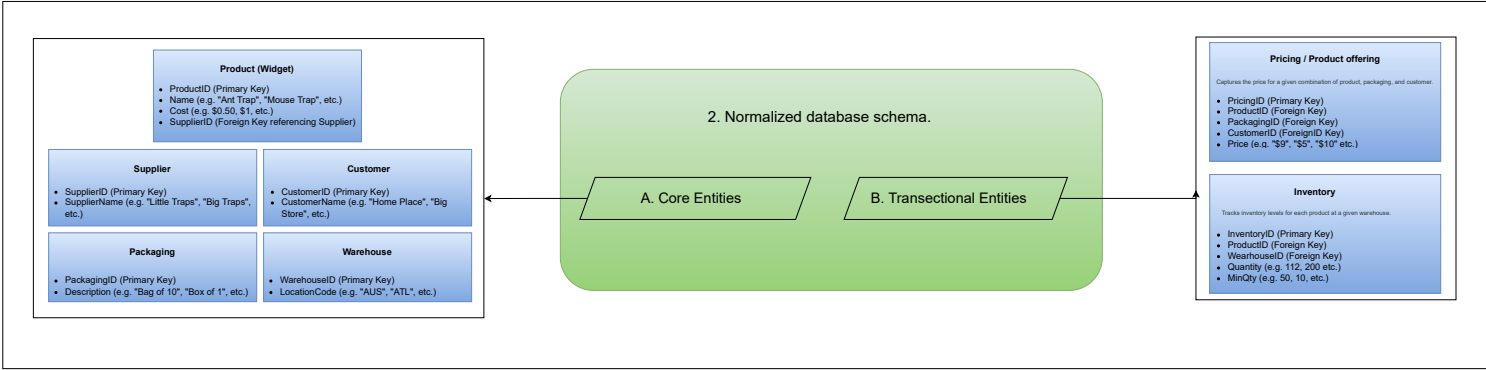 Product (Widget)
ProductID (Primary Key)
Name (e.g. "Ant Trap", "Mouse Trap", etc.)
Cost (e.g. $0.50, $1, etc.)
SupplierID (Foreign Key referencing Supplier)
Supplier
SupplierID (Primary Key)
SupplierName (e.g. "Little Traps", "Big Traps",
etc.)
Customer
CustomerID (Primary Key)
CustomerName (e.g. "Home Place", "Big
Store", etc.)
Packaging
PackagingID (Primary Key)
Description (e.g. "Bag of 10", "Box of 1", etc.)
Warehouse
WarehouseID (Primary Key)
LocationCode (e.g. "AUS", "ATL", etc.)
2. Normalized database schema.
A. Core Entities
B. Transectional Entities
Pricing / Product offering
Captures the price for a given combination of product, packaging, and customer.
PricingID (Primary Key)
ProductID (Foreign Key)
PackagingID (Foreign Key)
CustomerID (ForeignID Key)
Price (e.g. "$9", "$5", "$10" etc.)
Inventory
Tracks inventory levels for each product at a given warehouse.
InventoryID (Primary Key)
ProductID (Foreign Key)
WearhouseID (Foreign Key)
Quantity (e.g. 112, 200 etc.)
MinQty (e.g. 50, 10, etc.)